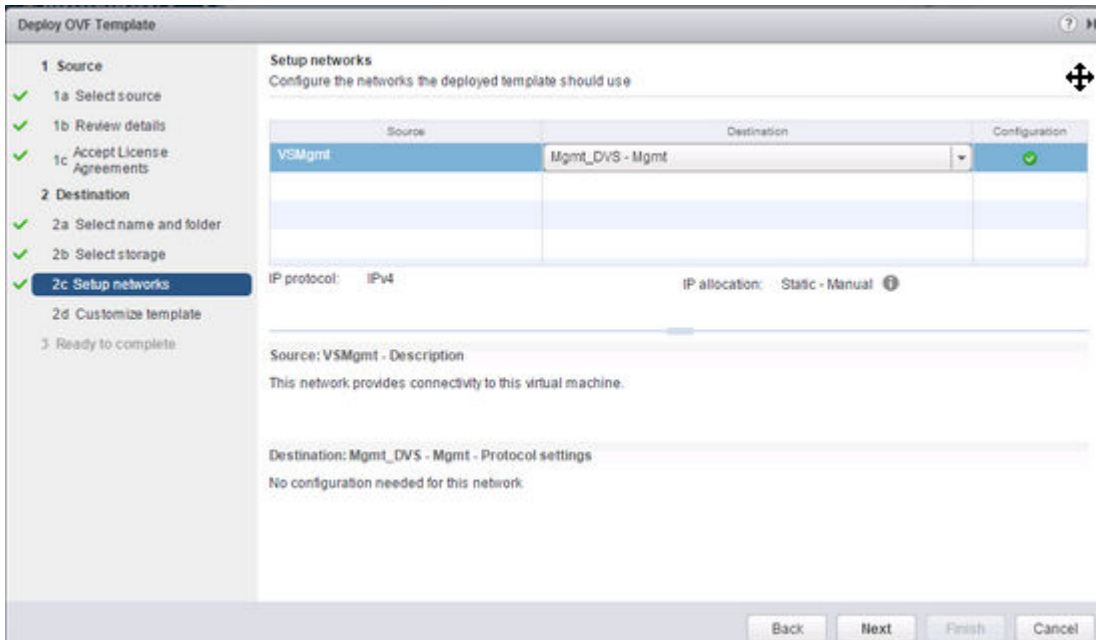 Deploy OVF Template
1 Source
1a Select source
1b Review details
1c Accept License
Agreements
2 Destination
2a Select name and folder
2b Select storage
2c Setup networks
2d Customize template
3 Ready to complete
Setup networks
Configure the networks the deployed template should use
Source Destination Configuration
VSMgmt Mgmt_DVS - Mgmt
IP protocol: IPv4 IP allocation: Static - Manual
Source: VSMgmt - Description
This network provides connectivity to this virtual machine.
Destination: Mgmt_DVS - Mgmt - Protocol settings
No configuration needed for this network
Back Next Finish Cancel